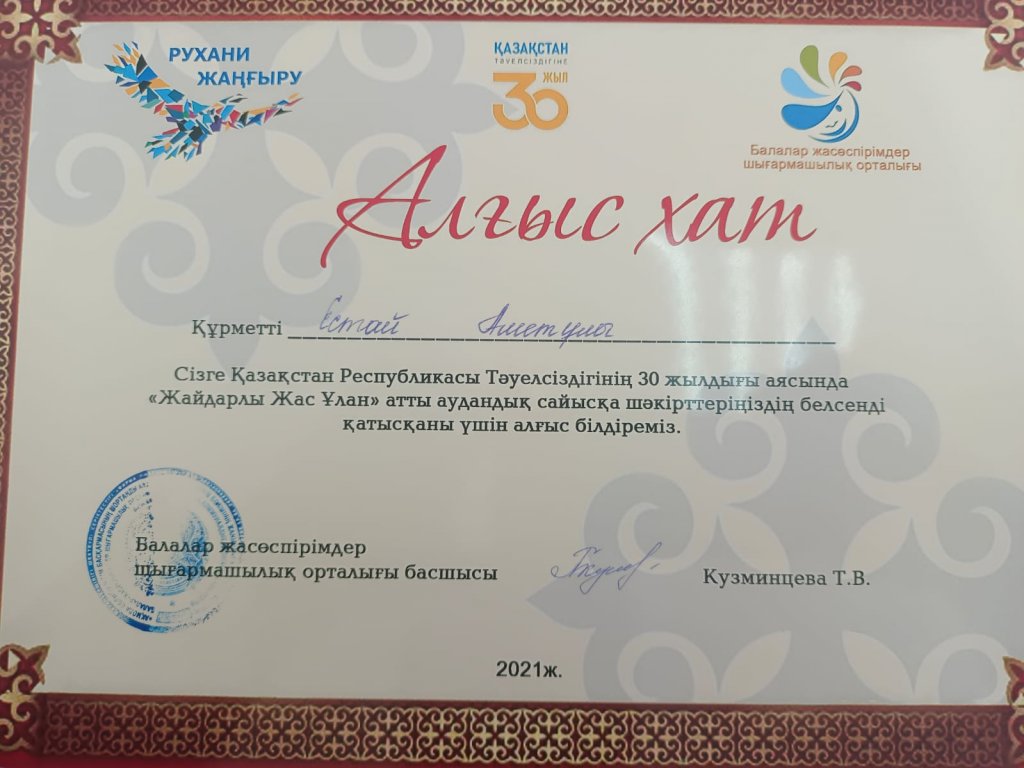 РУХАНИ
ЖАҢҒЫРУ
ҚАЗАҚСТАН
ТӘУЕЛСІЗДІГІНЕ
30 ЖЫЛ
Балалар жасөспірімдер
шығармашылық орталығы
Алғыс хат
Құрметті Естай
Сізге Қазақстан Республикасы Тәуелсіздігінің 30 жылдығы аясында
«Жайдарлы Жас Ұлан» атты аудандық сайысқа шәкірттеріңіздің белсенді
қатысқаны үшін алғыс білдіреміз.
Балалар жасөспірімдер
шығармашылық орталығы басшысы
Кузминцева Т.В.
2021ж.